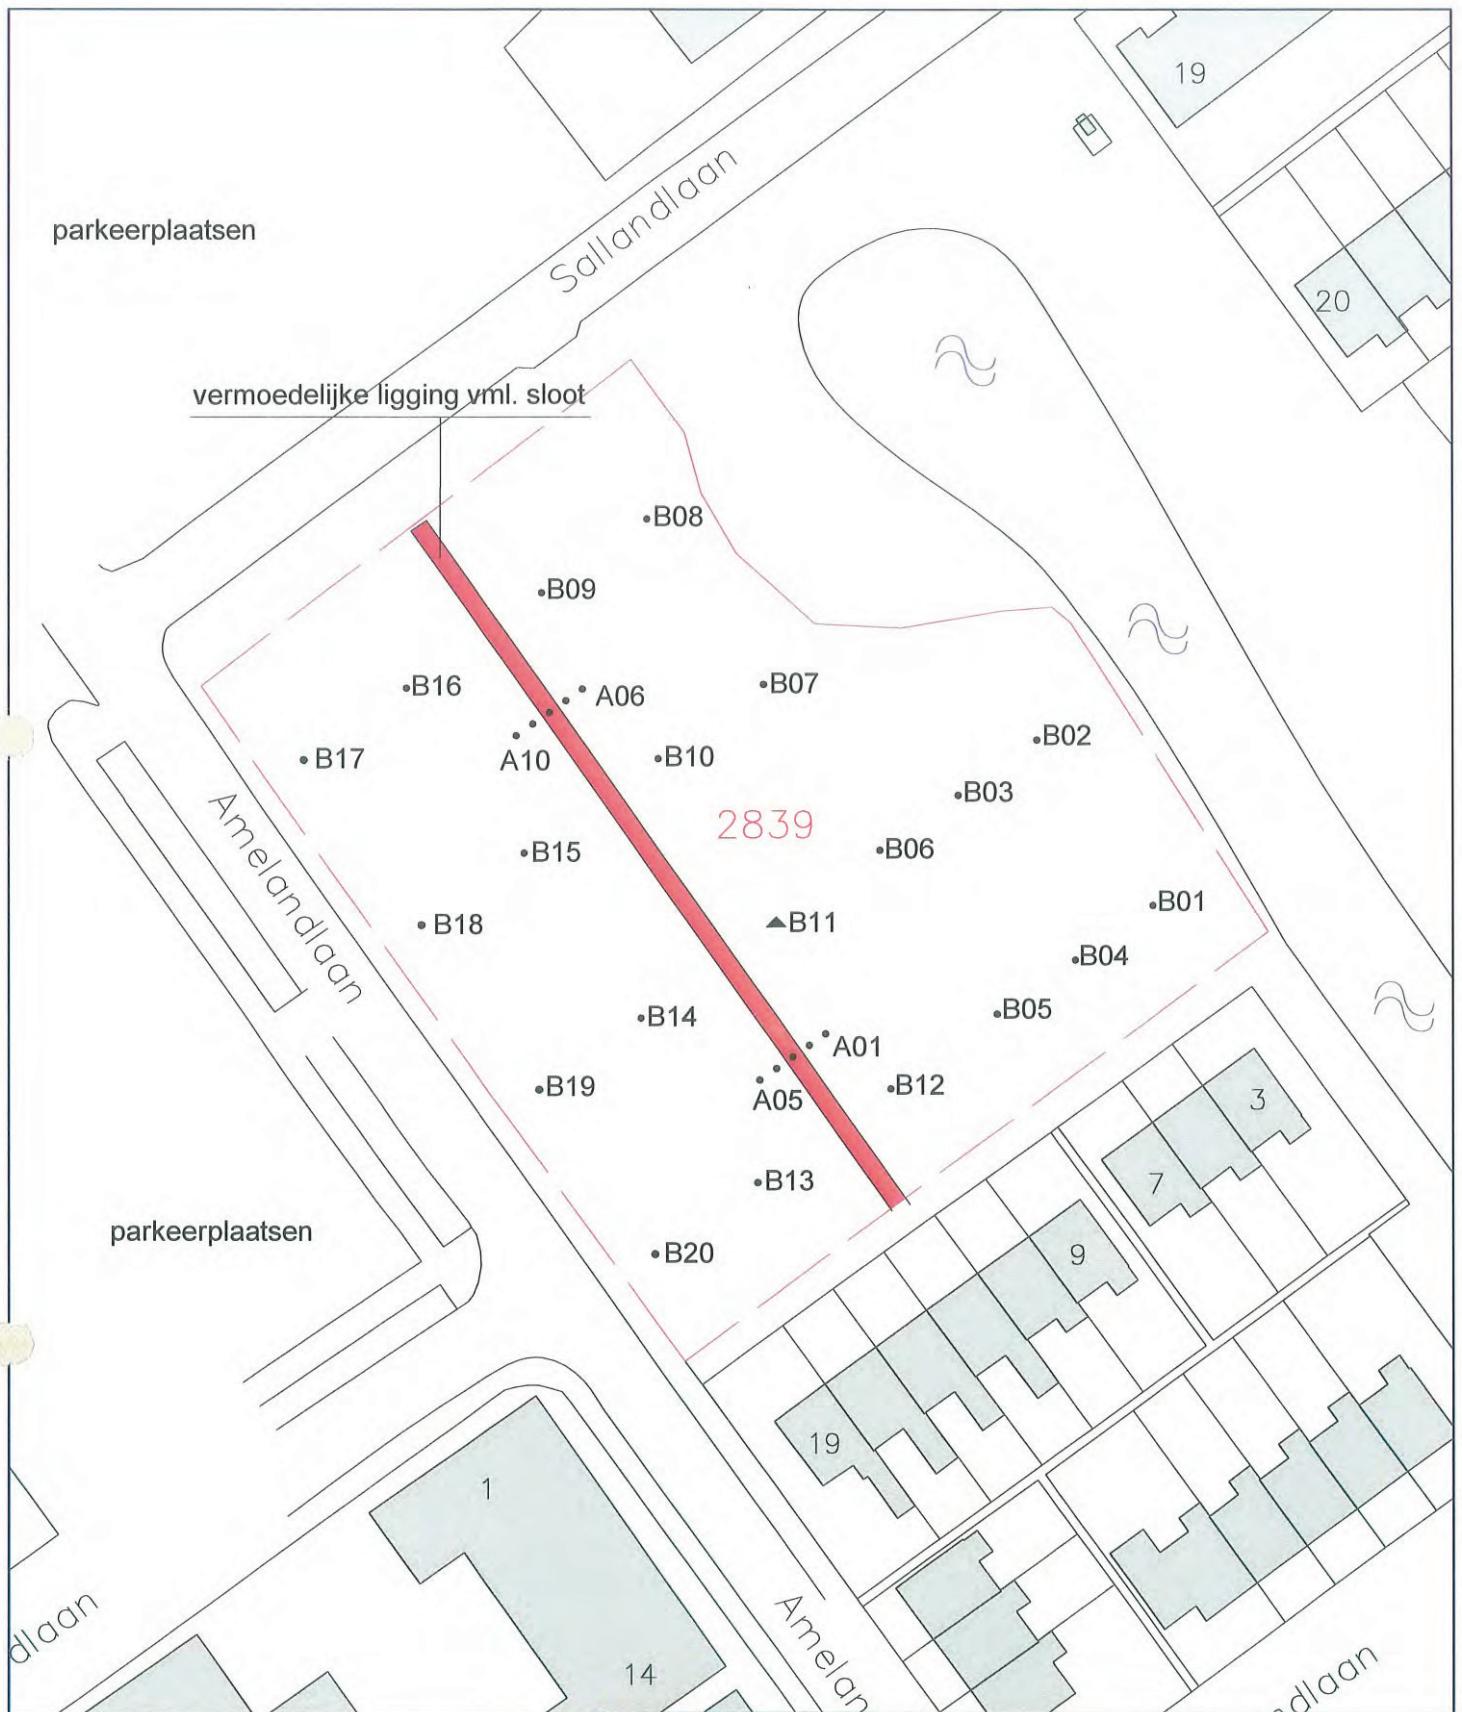 19
Sallandlaan
parkeerplaatsen
20
vermoedelijke ligging vml. sloot
B08
B09
B16
A06
B07
B17
A10
B10
B02
B03
2839
Amelandlaan
B15
B06
B01
B18
B11
B04
B14
B05
A01
B19
A05
B12
3
B13
7
parkeerplaatsen
B20
9
19
1
dlaan
Amelan
14
ndlaan